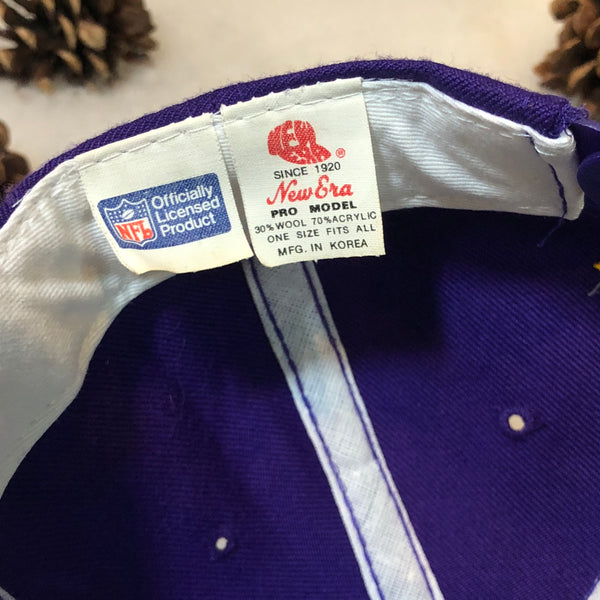 NFL
Officially
Licensed
Product
®
SINCE 1920
New Era
PRO MODEL
30% WOOL 70% ACRYLIC
ONE SIZE FITS ALL
MFG. IN KOREA